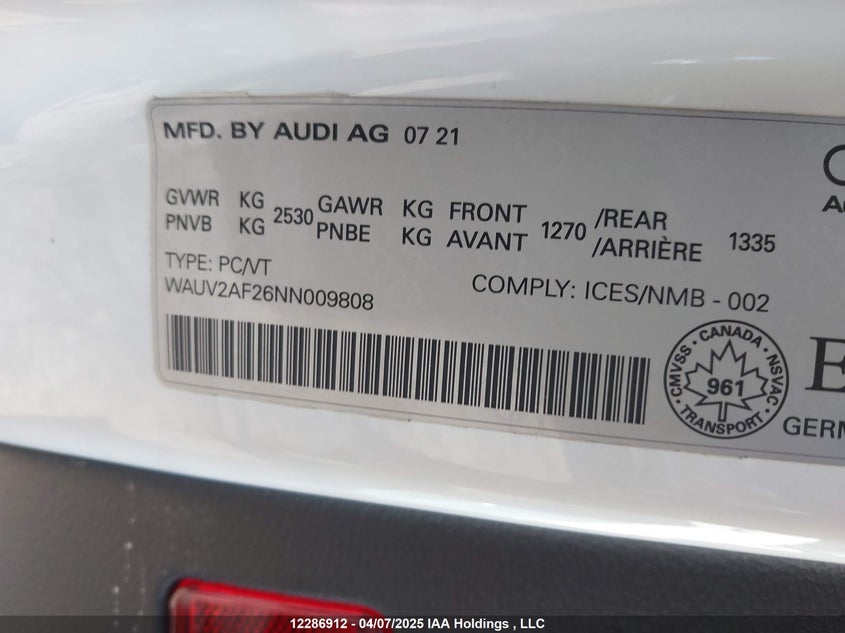 MFD. BY AUDI AG 07 21
GVWR KG 2530 GAWR KG FRONT 1270 /REAR 1335
PNVB KG PNBE KG AVANT /ARRIÈRE
TYPE: PC/VT
WAUV2AF26NN009808
COMPLY: ICES/NMB - 002
CANADA
CMVSS NSVAC
961
TRANSPORT
12286912 - 04/07/2025 IAA Holdings , LLC